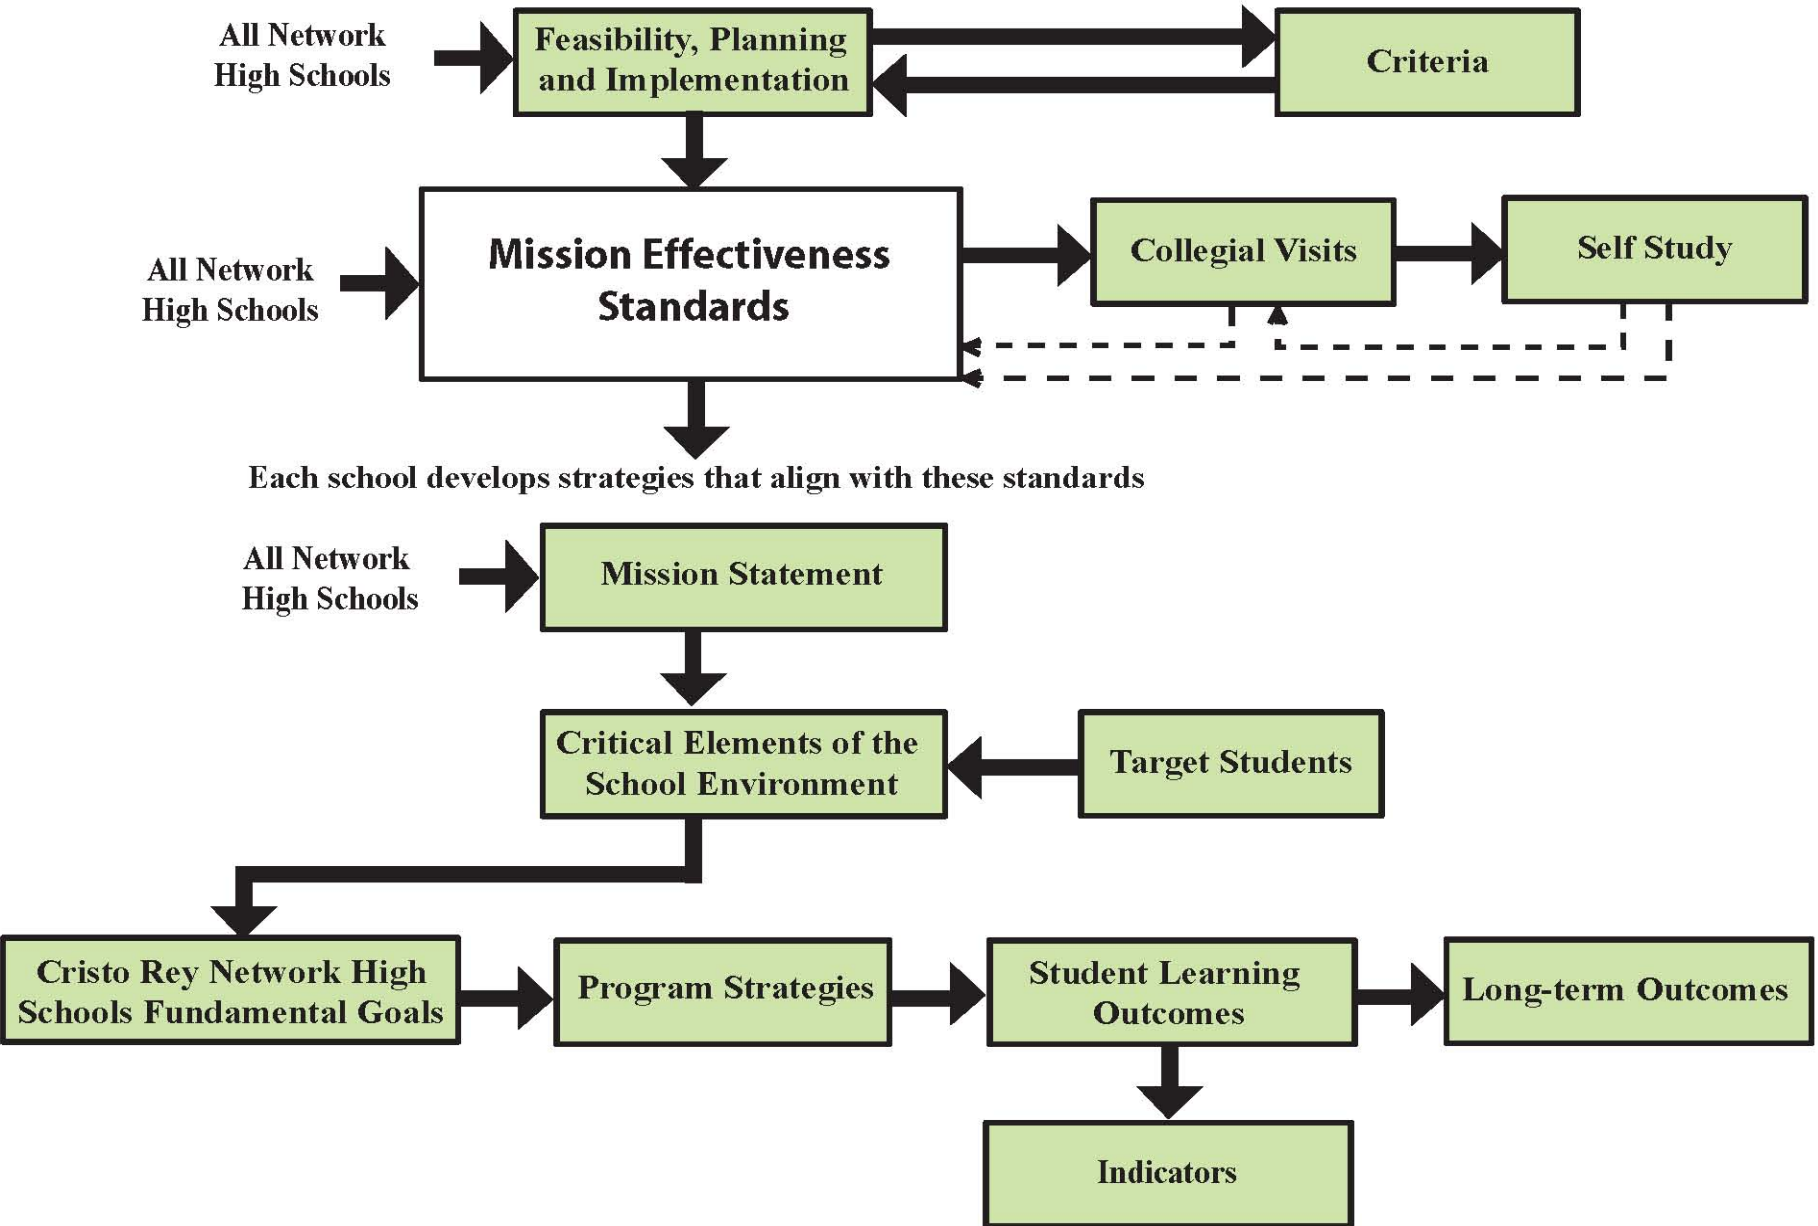 All Network
High Schools
Feasibility, Planning
and Implementation
Criteria
All Network
High Schools
Mission Effectiveness
Standards
Collegial Visits
Self Study
Each school develops strategies that align with these standards
All Network
High Schools
Mission Statement
Critical Elements of the
School Environment
Target Students
Cristo Rey Network High
Schools Fundamental Goals
Program Strategies
Student Learning
Outcomes
Long-term Outcomes
Indicators